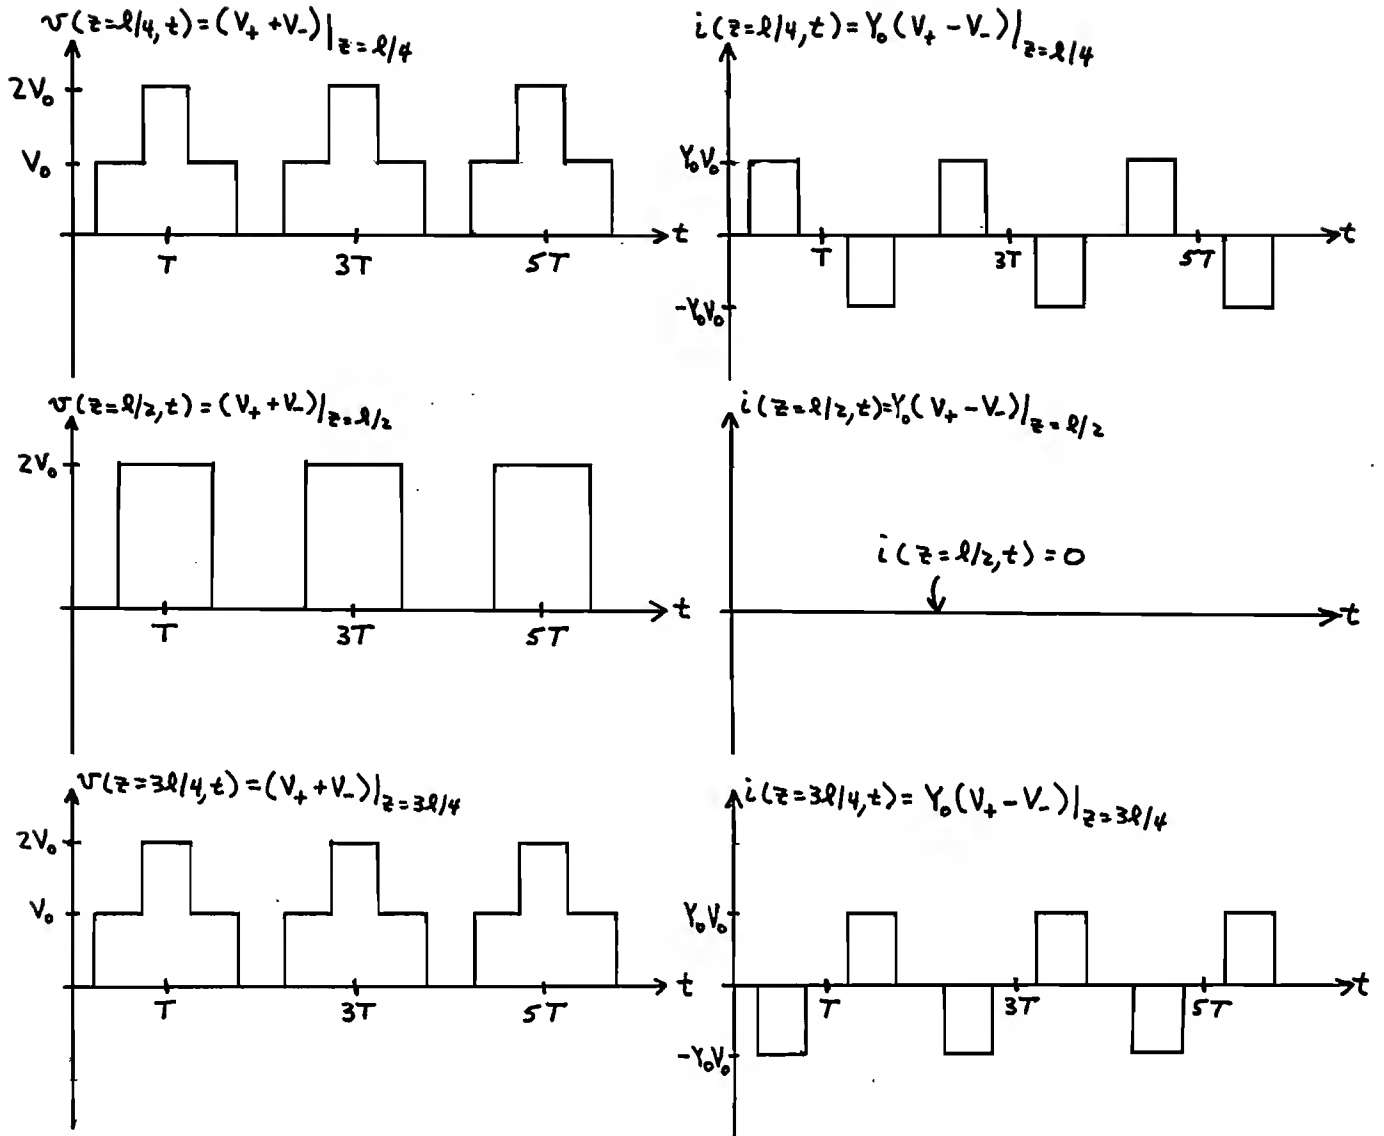 v(z=l/4, t) = (V₊ + V₋)|z=l/4
2V₀
V₀
T 3T 5T t
i(z=l/4, t) = Y₀(V₊ − V₋)|z=l/4
Y₀V₀
T 3T 5T t
-Y₀V₀
v(z=l/2, t) = (V₊ + V₋)|z=l/2
2V₀
T 3T 5T t
i(z=l/2, t) = Y₀(V₊ − V₋)|z=l/2
i(z=l/2, t) = 0
t
v(z=3l/4, t) = (V₊ + V₋)|z=3l/4
2V₀
V₀
T 3T 5T t
i(z=3l/4, t) = Y₀(V₊ − V₋)|z=3l/4
Y₀V₀
T 3T 5T t
-Y₀V₀